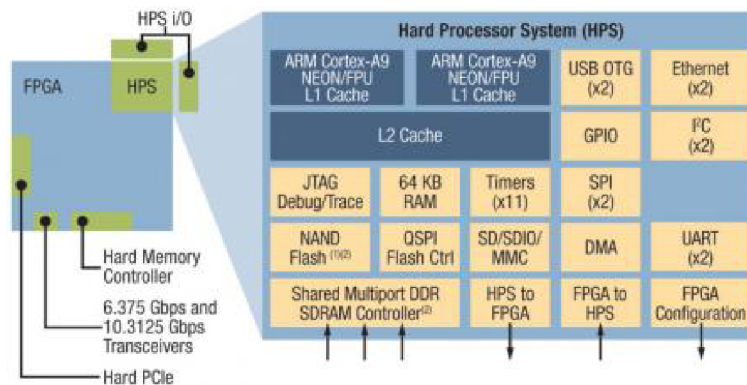 HPS i/O
FPGA
HPS
Hard Memory
Controller
6.375 Gbps and
10.3125 Gbps
Transceivers
Hard PCIe
Hard Processor System (HPS)
ARM Cortex-A9
NEON/FPU
L1 Cache
ARM Cortex-A9
NEON/FPU
L1 Cache
USB OTG
(x2)
Ethernet
(x2)
L2 Cache
GPIO
I²C
(x2)
JTAG
Debug/Trace
64 KB
RAM
Timers
(x11)
SPI
(x2)
NAND
Flash (1)(2)
QSPI
Flash Ctrl
SD/SDIO/
MMC
DMA
UART
(x2)
Shared Multiport DDR
SDRAM Controller(2)
HPS to
FPGA
FPGA to
HPS
FPGA
Configuration